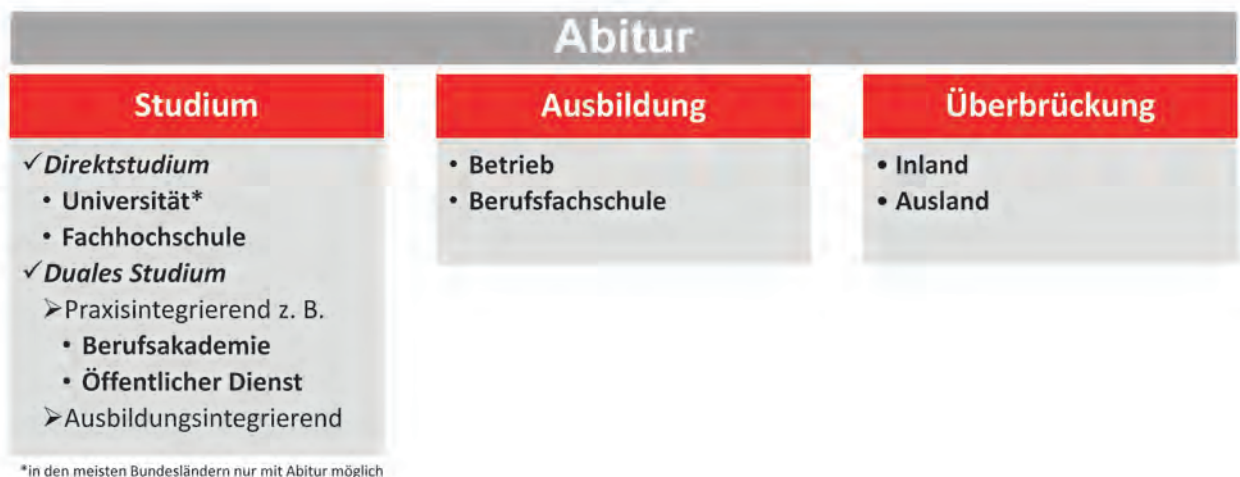 Abitur
Studium
✓Direktstudium
• Universität*
• Fachhochschule
✓Duales Studium
➢Praxisintegrierend z. B.
• Berufsakademie
• Öffentlicher Dienst
➢Ausbildungsintegrierend
*in den meisten Bundesländern nur mit Abitur möglich
Ausbildung
• Betrieb
• Berufsfachschule
Überbrückung
• Inland
• Ausland